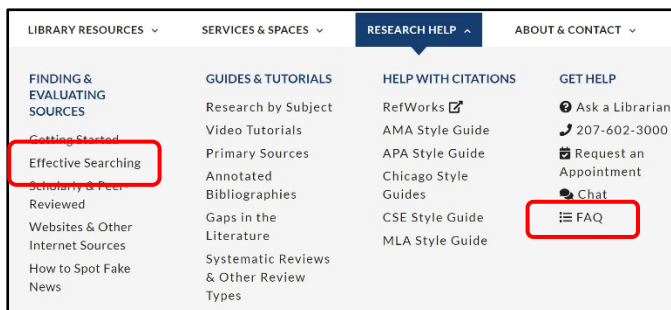 LIBRARY RESOURCES
SERVICES & SPACES
RESEARCH HELP
ABOUT & CONTACT
FINDING &
EVALUATING
SOURCES
Getting Started
Effective Searching
Scholarly & Peer-
Reviewed
Websites & Other
Internet Sources
How to Spot Fake
News
GUIDES & TUTORIALS
Research by Subject
Video Tutorials
Primary Sources
Annotated
Bibliographies
Gaps in the
Literature
Systematic Reviews
& Other Review
Types
HELP WITH CITATIONS
RefWorks
AMA Style Guide
APA Style Guide
Chicago Style
Guides
CSE Style Guide
MLA Style Guide
GET HELP
Ask a Librarian
207-602-3000
Request an
Appointment
Chat
FAQ